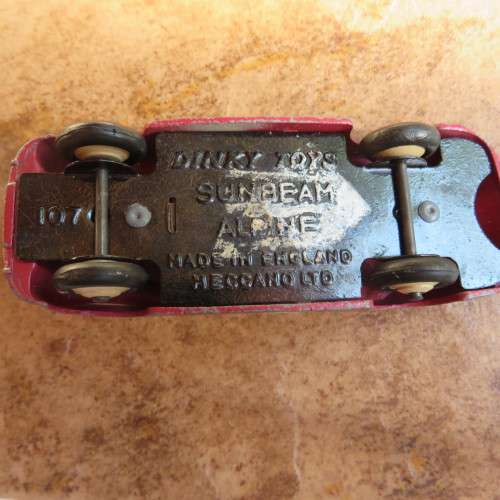 DINKY TOYS
SUNBEAM
ALPINE
MADE IN ENGLAND
MECCANO LTD
107